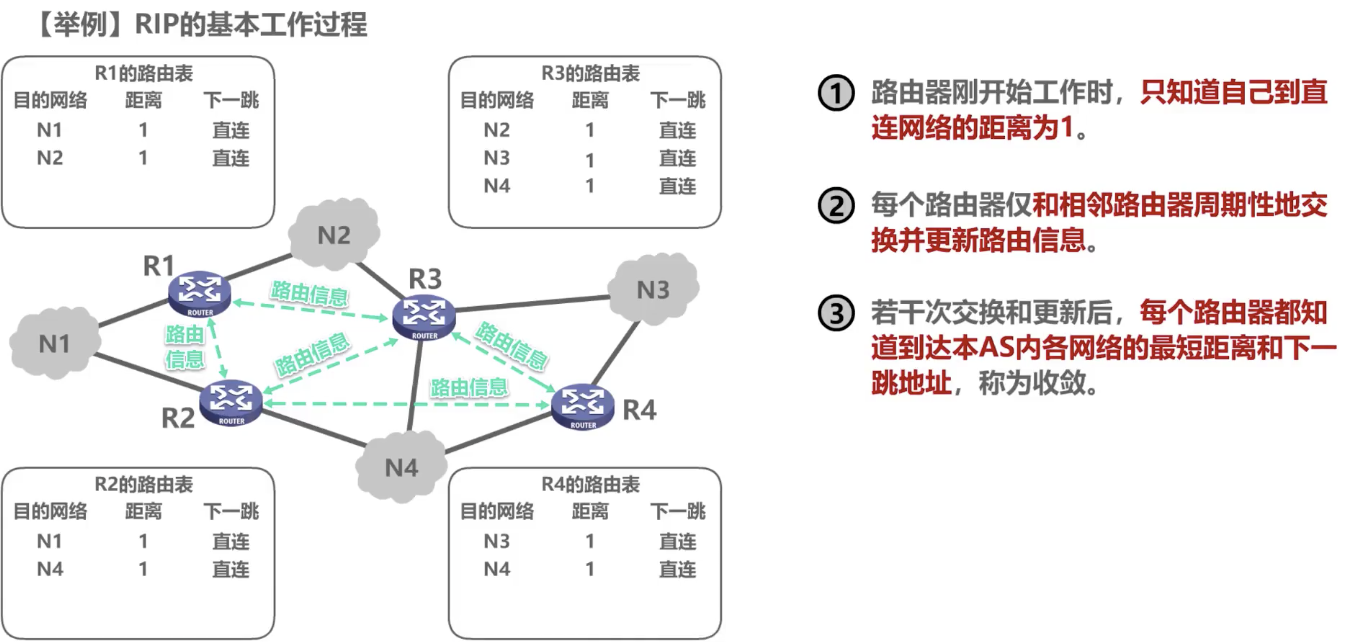 【举例】RIP的基本工作过程
R1的路由表
目的网络 距离 下一跳
N1 1 直连
N2 1 直连
R3的路由表
目的网络 距离 下一跳
N2 1 直连
N3 1 直连
N4 1 直连
N2
R1
ROUTER
路由信息
R3
ROUTER
N3
N1
路由
信息
路由信息
路由信息
路由信息
R2
ROUTER
R4
ROUTER
N4
R2的路由表
目的网络 距离 下一跳
N1 1 直连
N4 1 直连
R4的路由表
目的网络 距离 下一跳
N3 1 直连
N4 1 直连
① 路由器刚开始工作时，只知道自己到直
连网络的距离为1。
② 每个路由器仅和相邻路由器周期性地交
换并更新路由信息。
③ 若干次交换和更新后，每个路由器都知
道到达本AS内各网络的最短距离和下一
跳地址，称为收敛。